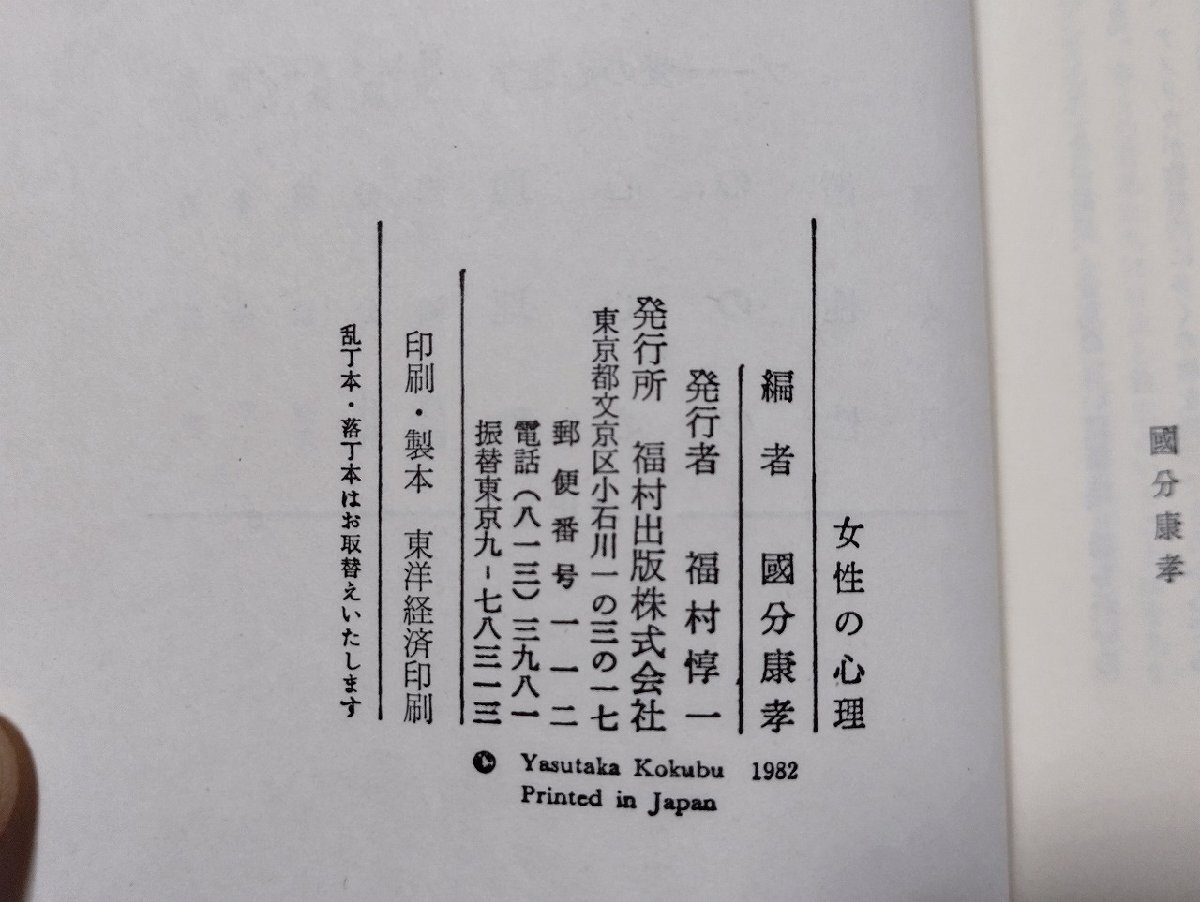 國分康孝
女性の心理
編者 國分康孝
発行者 福村惇一
発行所 福村出版株式会社
東京都文京区小石川一の三の一七
郵便番号一一二
電話(八一三)三九八一
振替東京九-七八三一三
印刷・製本 東洋経済印刷
乱丁本・落丁本はお取替えいたします
© Yasutaka Kokubu 1982
Printed in Japan